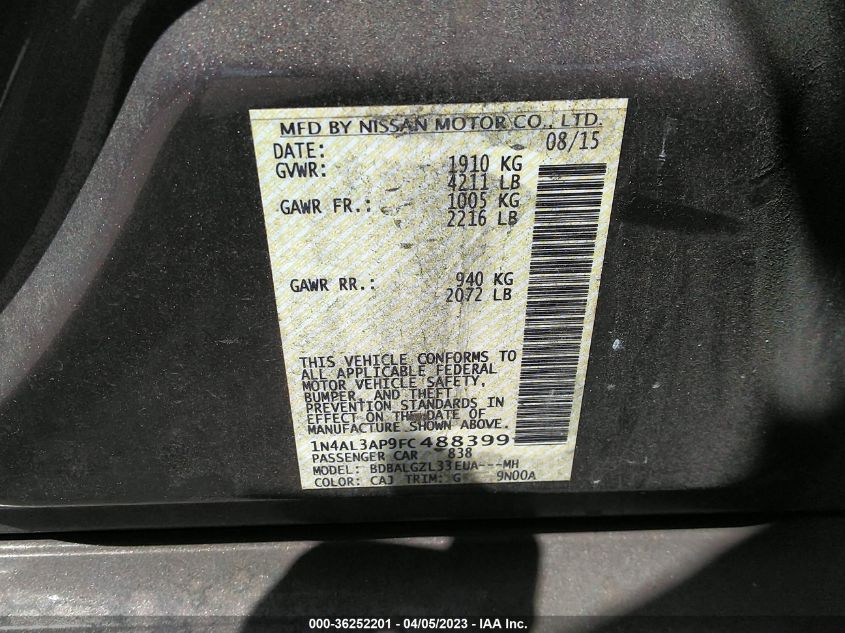 MFD BY NISSAN MOTOR CO., LTD.
DATE: 08/15
GVWR: 1910 KG
4211 LB
GAWR FR.: 1005 KG
2216 LB
GAWR RR.: 940 KG
2072 LB
THIS VEHICLE CONFORMS TO
ALL APPLICABLE FEDERAL
MOTOR VEHICLE SAFETY,
BUMPER, AND THEFT
PREVENTION STANDARDS IN
EFFECT ON THE DATE OF
MANUFACTURE SHOWN ABOVE.
1N4AL3AP9FC488399
PASSENGER CAR 838
MODEL: BDBALGZL33EUA---MH
COLOR: CAJ TRIM: G 9N00A
000-36252201 - 04/05/2023 - IAA Inc.